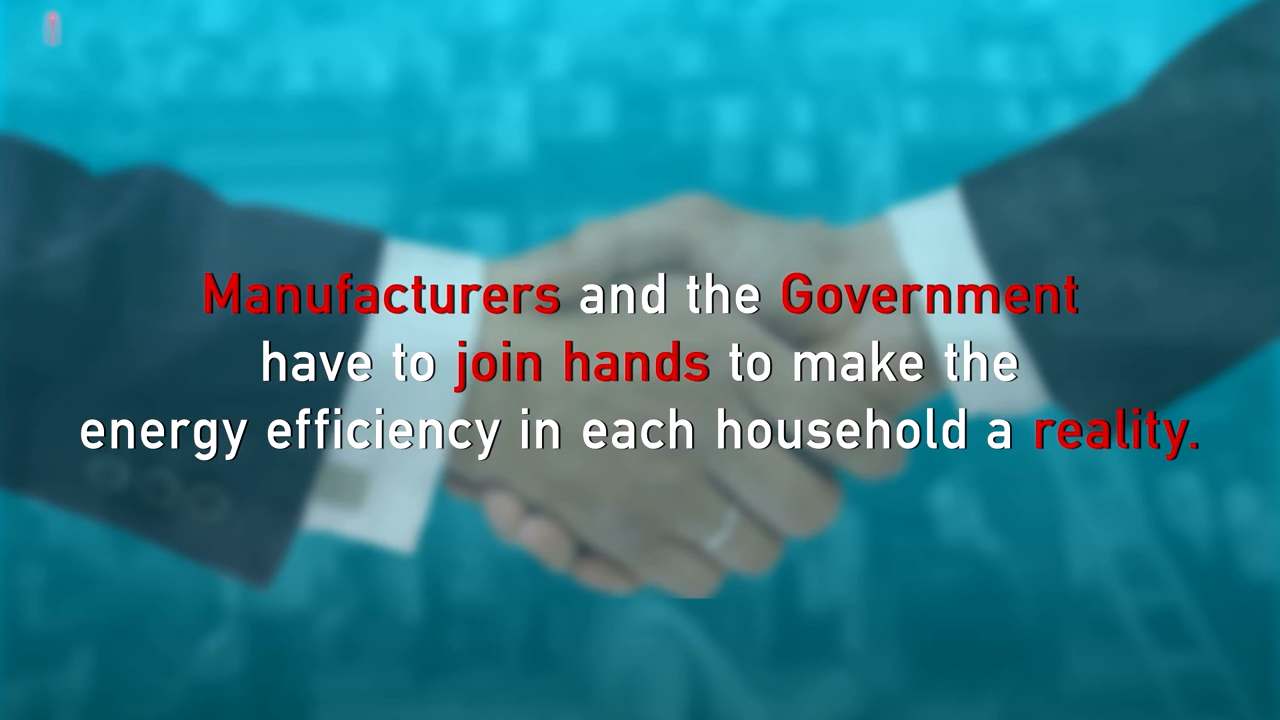 Manufacturers and the Government
have to join hands to make the
energy efficiency in each household a reality.